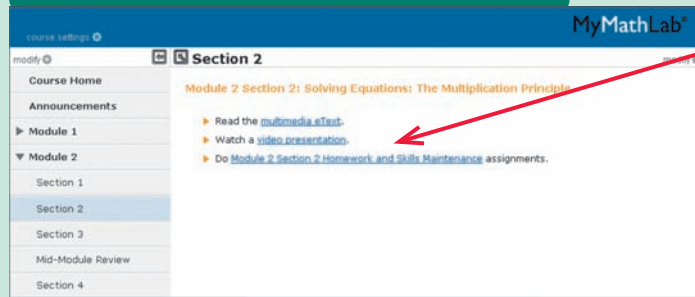 course settings
MyMathLab®
modify
Section 2
modify
Course Home
Announcements
Module 1
Module 2
Section 1
Section 2
Section 3
Mid-Module Review
Section 4
Module 2 Section 2: Solving Equations: The Multiplication Principle
Read the multimedia eText.
Watch a video presentation.
Do Module 2 Section 2 Homework and Skills Maintenance assignments.